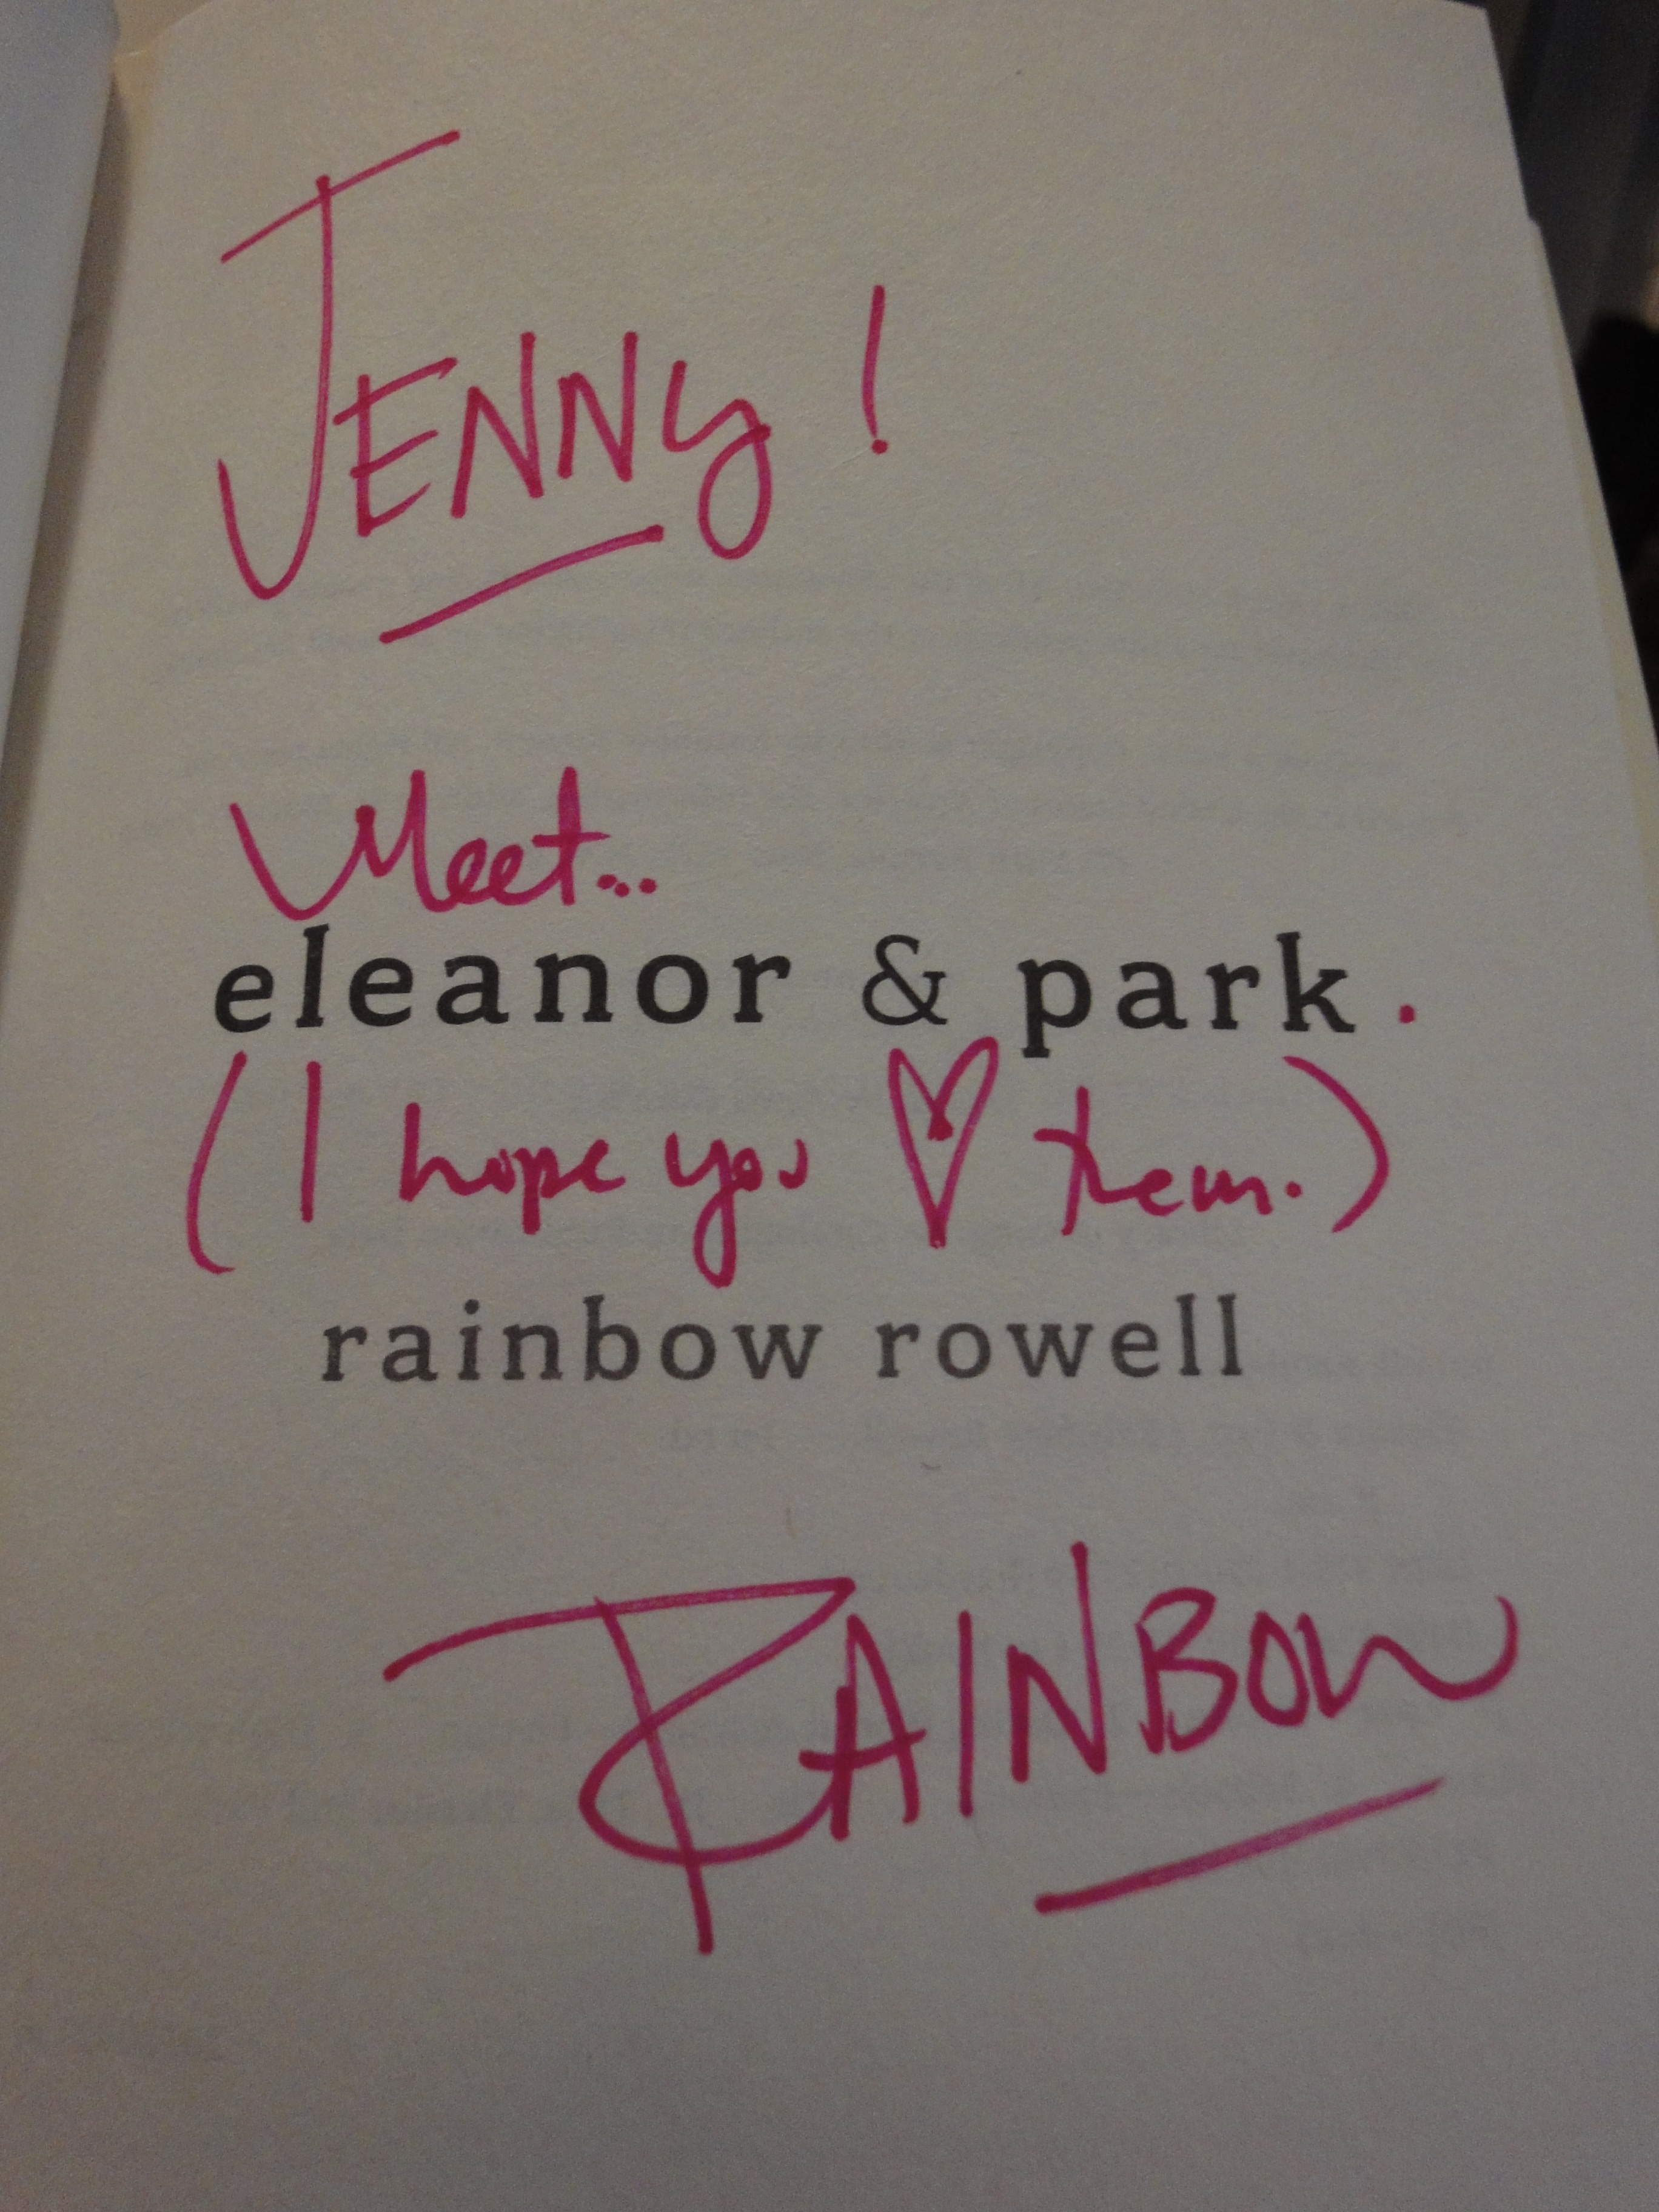 JENNY!
Meet...
eleanor & park.
(I hope you ♡ them.)
rainbow rowell
RAINBOW